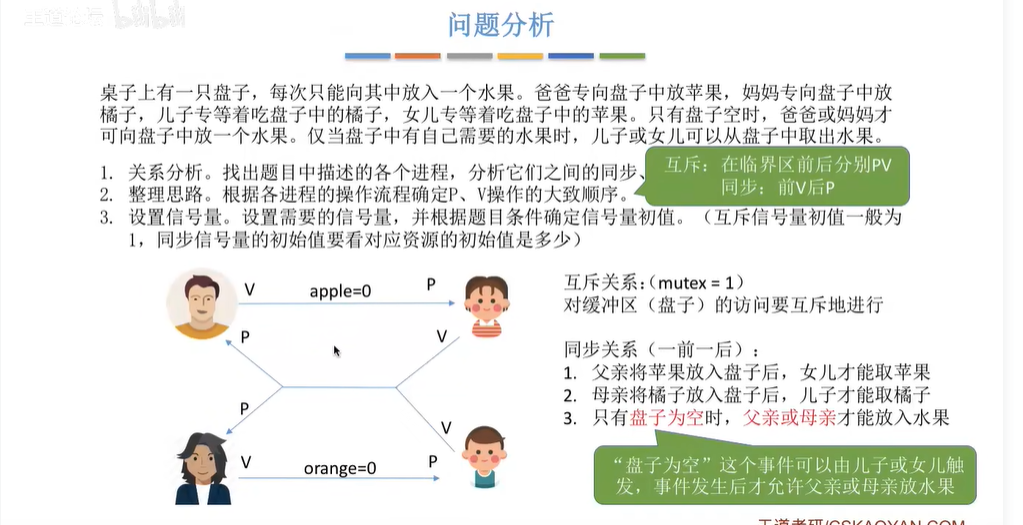 问题分析
桌子上有一只盘子，每次只能向其中放入一个水果。爸爸专向盘子中放苹果，妈妈专向盘子中放
橘子，儿子专等着吃盘子中的橘子，女儿专等着吃盘子中的苹果。只有盘子空时，爸爸或妈妈才
可向盘子中放一个水果。仅当盘子中有自己需要的水果时，儿子或女儿可以从盘子中取出水果。
1. 关系分析。找出题目中描述的各个进程，分析它们之间的同步、
2. 整理思路。根据各进程的操作流程确定P、V操作的大致顺序。
3. 设置信号量。设置需要的信号量，并根据题目条件确定信号量初值。（互斥信号量初值一般为
1，同步信号量的初始值要看对应资源的初始值是多少）
互斥：在临界区前后分别PV
同步：前V后P
V
apple=0
P
P
V
P
V
V
orange=0
P
互斥关系：（mutex = 1）
对缓冲区（盘子）的访问要互斥地进行
同步关系（一前一后）：
1. 父亲将苹果放入盘子后，女儿才能取苹果
2. 母亲将橘子放入盘子后，儿子才能取橘子
3. 只有盘子为空时，父亲或母亲才能放入水果
“盘子为空”这个事件可以由儿子或女儿触
发，事件发生后才允许父亲或母亲放水果
王道考研/CSKAOYAN.COM